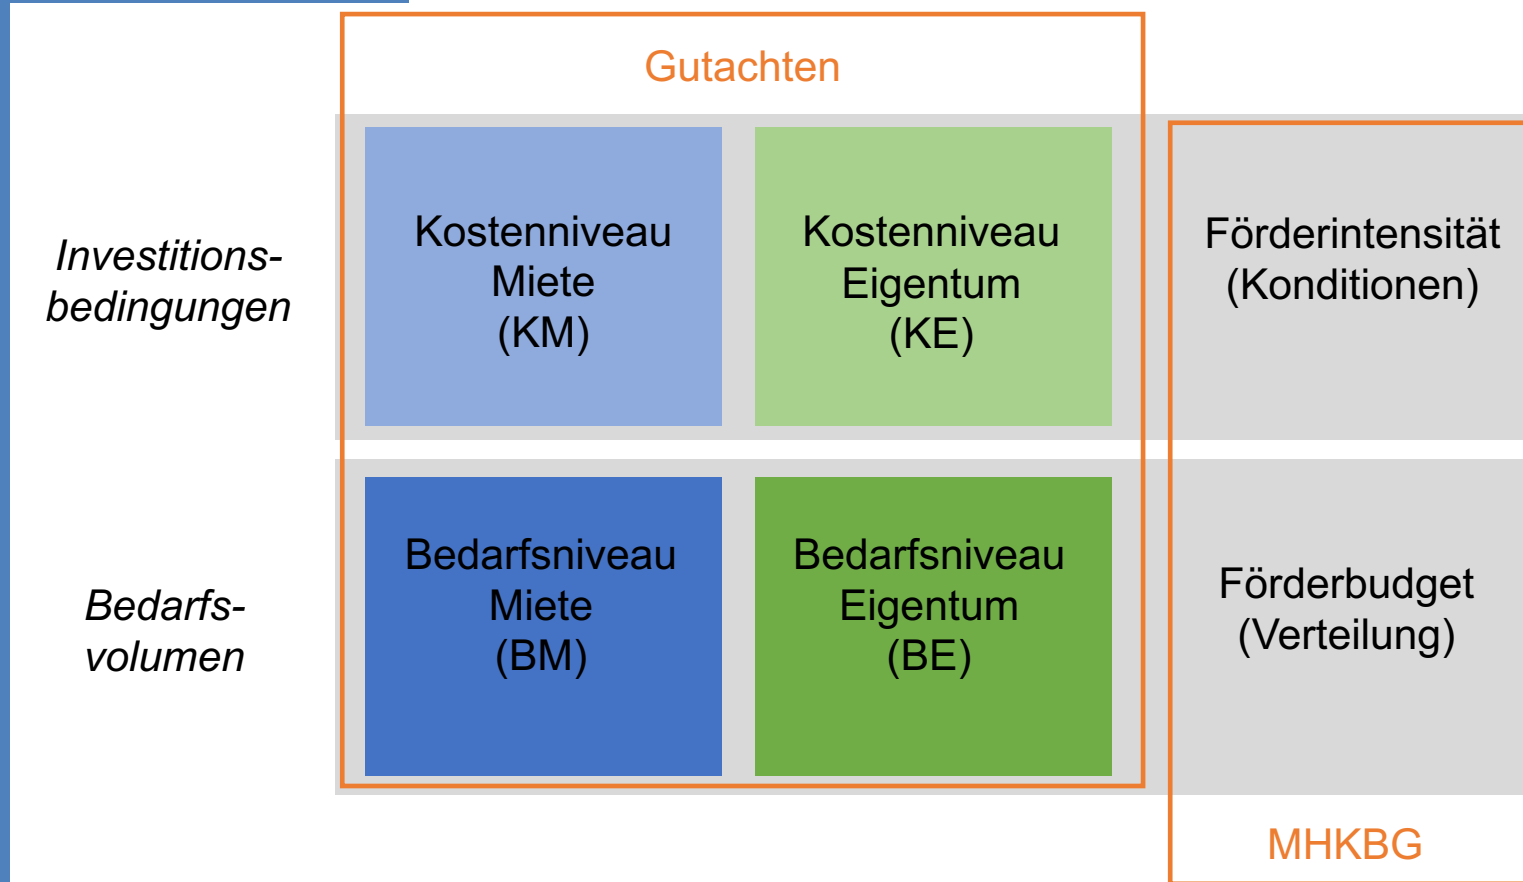 Gutachten
Investitions-
bedingungen
Kostenniveau
Miete
(KM)
Kostenniveau
Eigentum
(KE)
Förderintensität
(Konditionen)
Bedarfs-
volumen
Bedarfsniveau
Miete
(BM)
Bedarfsniveau
Eigentum
(BE)
Förderbudget
(Verteilung)
MHKBG